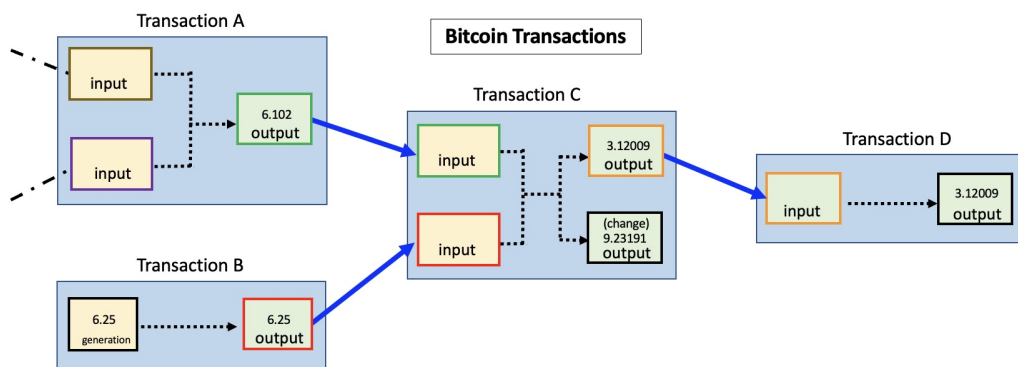 Transaction A
Bitcoin Transactions
input
6.102
output
input
Transaction B
6.25
generation
6.25
output
Transaction C
input
3.12009
output
input
(change)
9.23191
output
Transaction D
input
3.12009
output